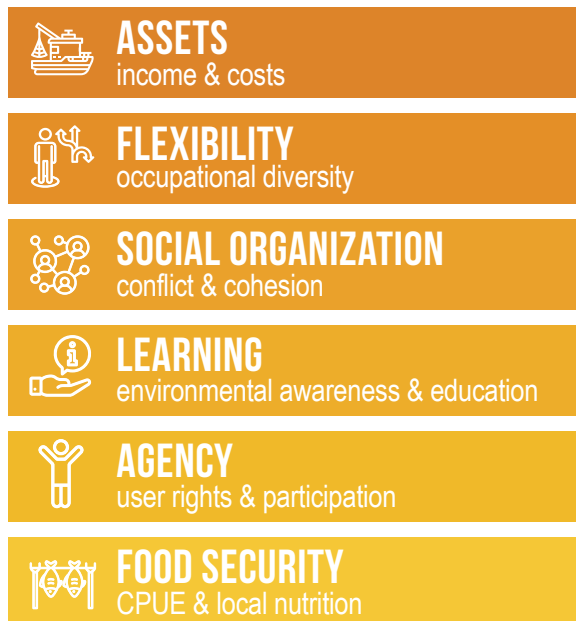 ASSETS
income & costs
FLEXIBILITY
occupational diversity
SOCIAL ORGANIZATION
conflict & cohesion
LEARNING
environmental awareness & education
AGENCY
user rights & participation
FOOD SECURITY
CPUE & local nutrition